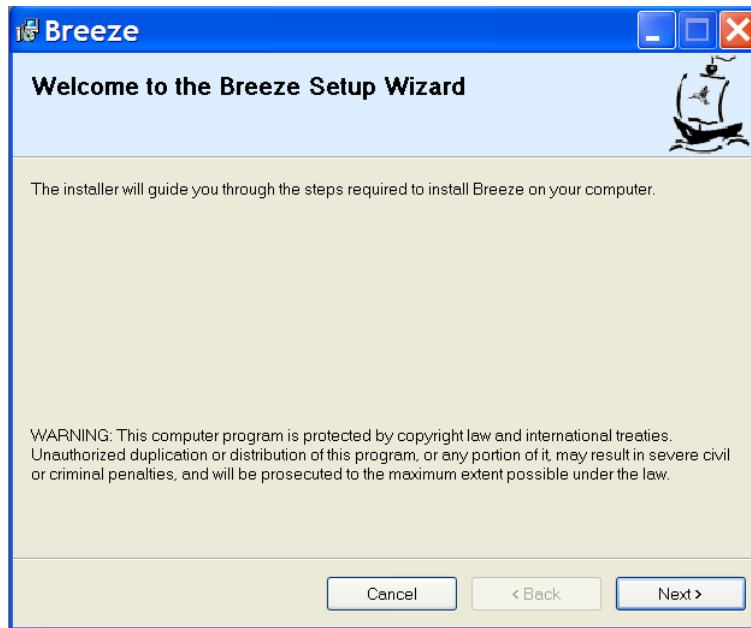 Breeze
Welcome to the Breeze Setup Wizard
The installer will guide you through the steps required to install Breeze on your computer.
WARNING: This computer program is protected by copyright law and international treaties.
Unauthorized duplication or distribution of this program, or any portion of it, may result in severe civil
or criminal penalties, and will be prosecuted to the maximum extent possible under the law.
Cancel
< Back
Next >